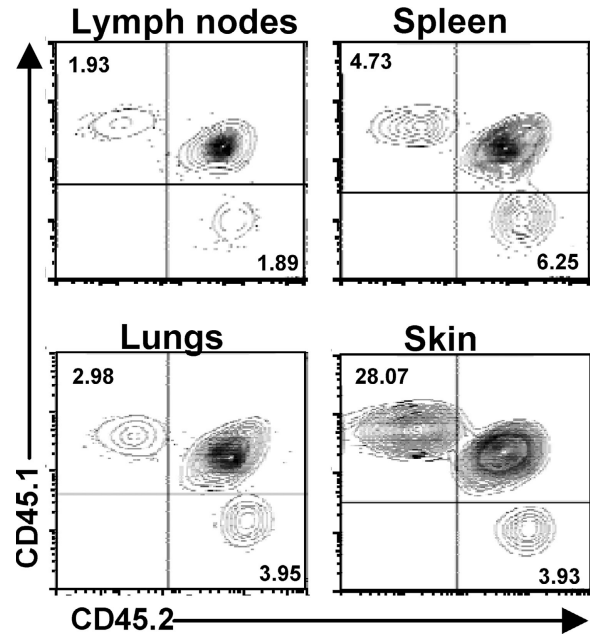 Lymph nodes
Spleen
1.93
4.73
1.89
6.25
Lungs
Skin
2.98
28.07
3.95
3.93
CD45.1
CD45.2